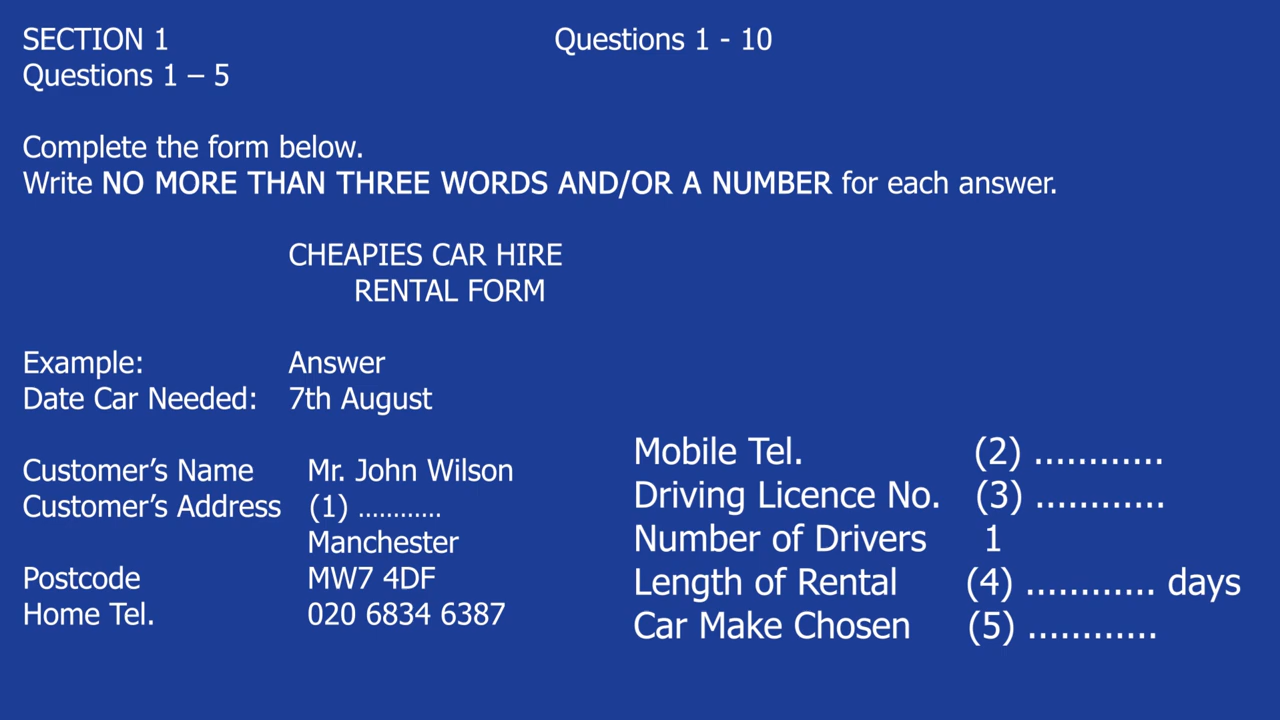 SECTION 1 Questions 1 - 10
Questions 1 – 5
Complete the form below.
Write NO MORE THAN THREE WORDS AND/OR A NUMBER for each answer.
CHEAPIES CAR HIRE
RENTAL FORM
Example: Answer
Date Car Needed: 7th August
Customer’s Name Mr. John Wilson
Customer’s Address (1) ............
Manchester
Postcode MW7 4DF
Home Tel. 020 6834 6387
Mobile Tel. (2) ............
Driving Licence No. (3) ............
Number of Drivers 1
Length of Rental (4) ............ days
Car Make Chosen (5) ............